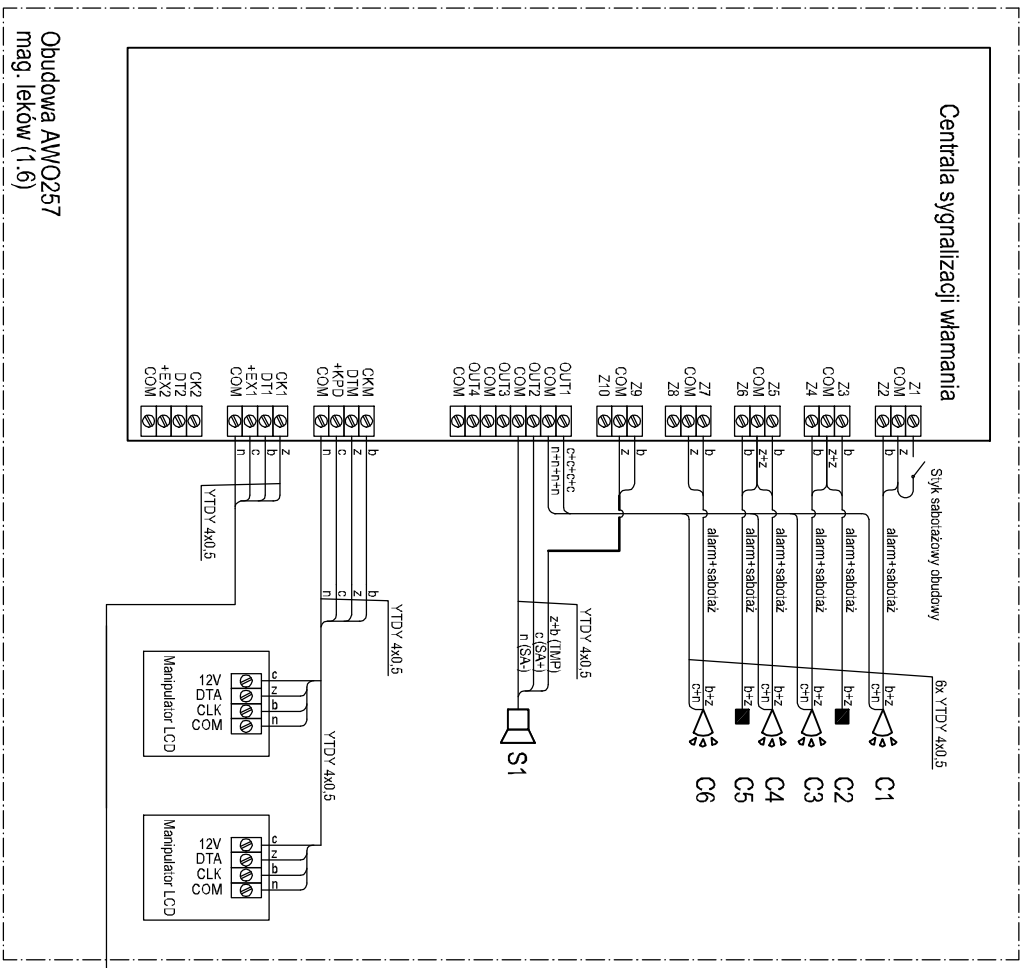 Centrala sygnalizacji włamania
Obudowa AWO257
mag. leków (1.6)
Z1
COM
Z2
Z3
COM
Z4
Z5
COM
Z6
Z7
COM
Z8
Z9
COM
Z10
OUT1
COM
OUT2
COM
OUT3
COM
OUT4
COM
CKM
DTM
+KPD
COM
CK1
DT1
+EX1
COM
CK2
DT2
+EX2
COM
Styk sabotażowy obudowy
z
b
b
z+z
b
b
z+z
b
b
z
b
z
c+c+c+c
n+n+n+n
b
z
c
n
z
b
c
n
alarm+sabotaż
alarm+sabotaż
alarm+sabotaż
alarm+sabotaż
alarm+sabotaż
alarm+sabotaż
6x YTDY 4x0,5
b+z
c+n
C1
b+z
C2
b+z
c+n
C3
b+z
c+n
C4
b+z
C5
b+z
c+n
C6
YTDY 4x0,5
z+b (TMP)
c (SA+)
n (SA-)
S1
b
z
c
n
YTDY 4x0,5
YTDY 4x0,5
YTDY 4x0,5
Manipulator LCD
12V
DTA
CLK
COM
c
z
b
n
Manipulator LCD
12V
DTA
CLK
COM
c
z
b
n